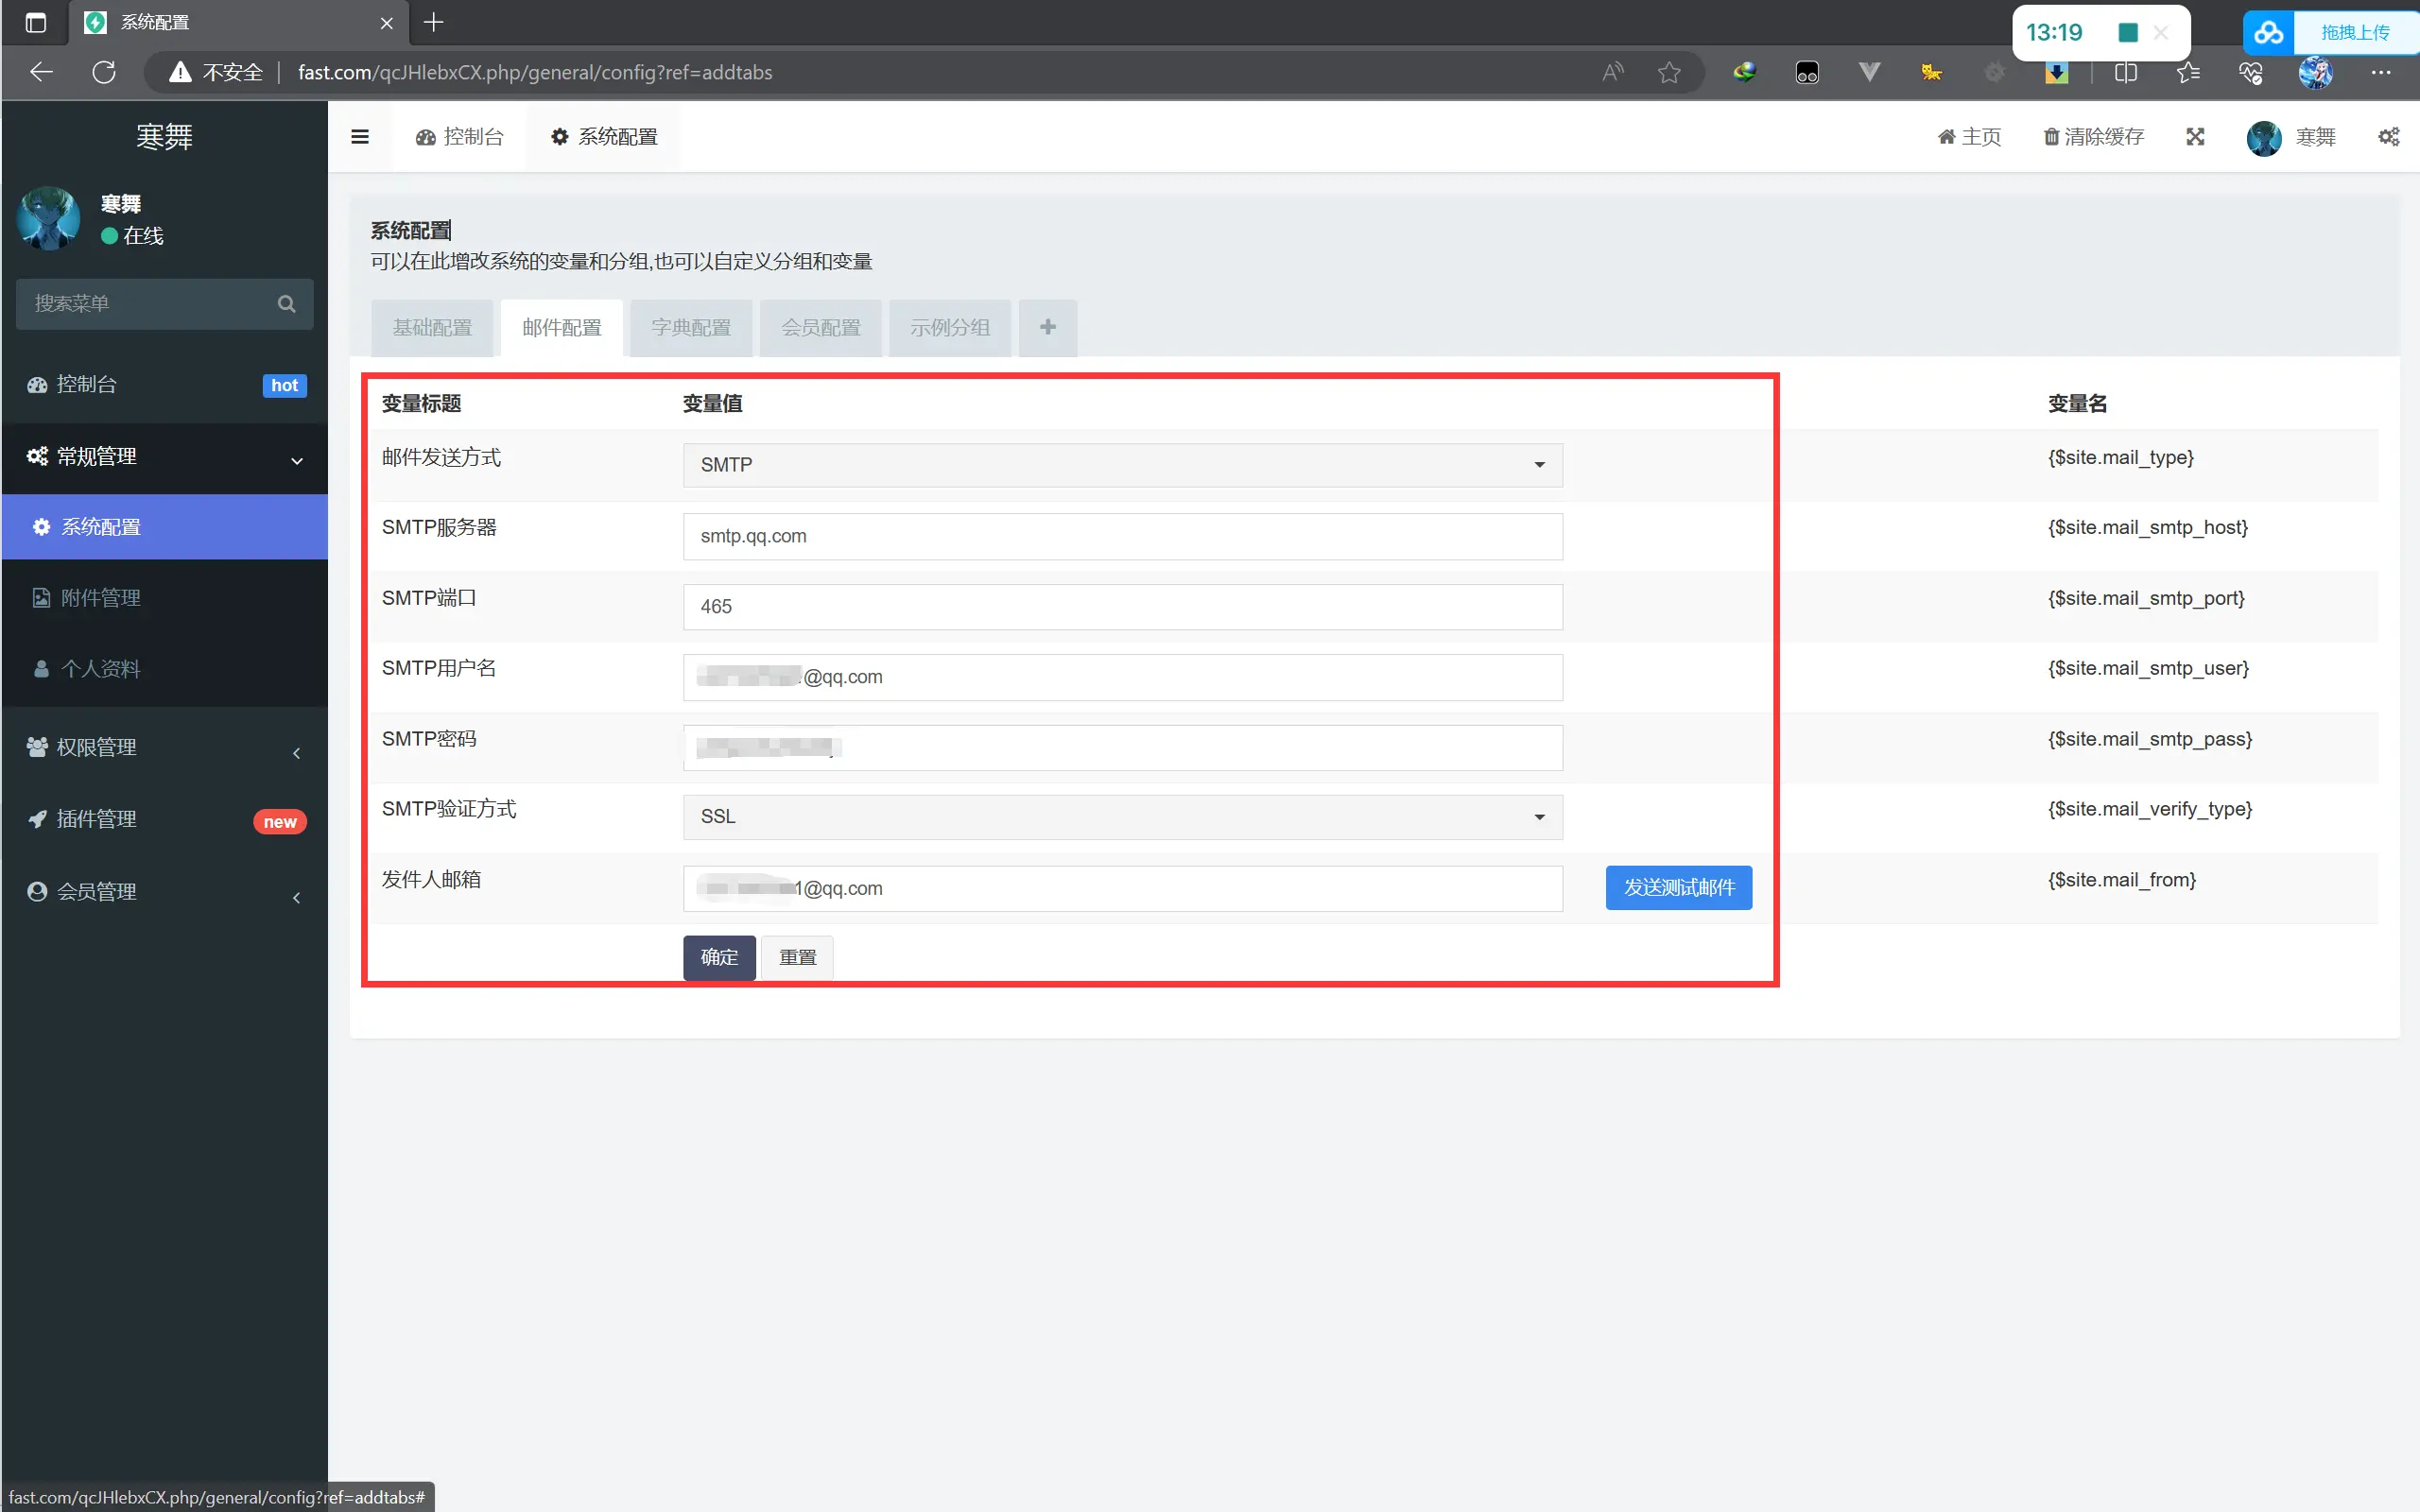 系统配置
13:19
拖拽上传
不安全
fast.com/qcJHlebxCX.php/general/config?ref=addtabs
寒舞
控制台
系统配置
主页
清除缓存
寒舞
寒舞
在线
搜索菜单
控制台
hot
常规管理
系统配置
附件管理
个人资料
权限管理
插件管理
new
会员管理
系统配置
可以在此增改系统的变量和分组,也可以自定义分组和变量
基础配置
邮件配置
字典配置
会员配置
示例分组
变量标题
变量值
变量名
邮件发送方式
SMTP
{$site.mail_type}
SMTP服务器
smtp.qq.com
{$site.mail_smtp_host}
SMTP端口
465
{$site.mail_smtp_port}
SMTP用户名
@qq.com
{$site.mail_smtp_user}
SMTP密码
{$site.mail_smtp_pass}
SMTP验证方式
SSL
{$site.mail_verify_type}
发件人邮箱
1@qq.com
发送测试邮件
{$site.mail_from}
确定
重置
fast.com/qcJHlebxCX.php/general/config?ref=addtabs#